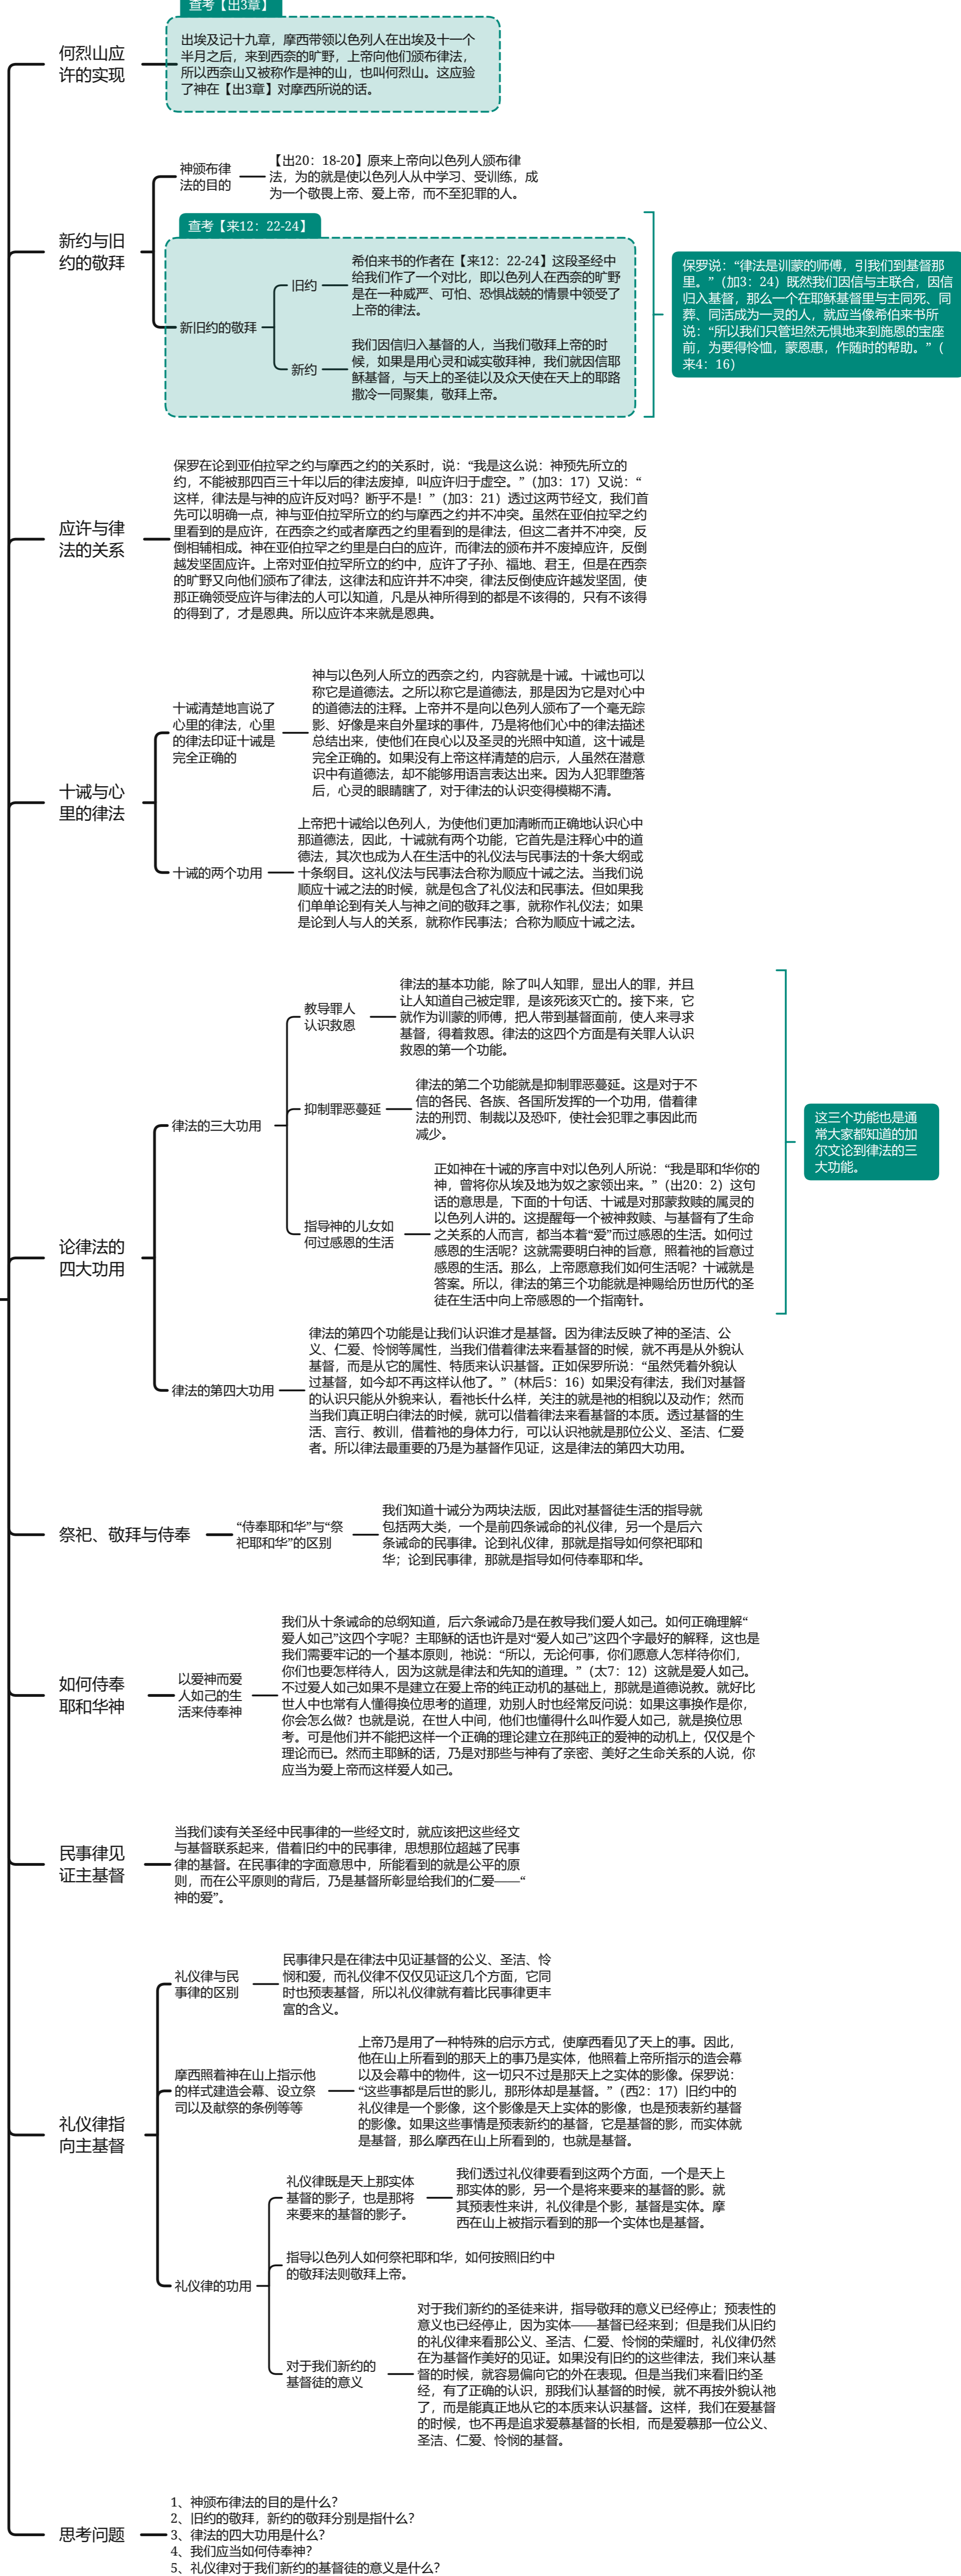 查考【出3章】
何烈山应
许的实现
出埃及记十九章，摩西带领以色列人在出埃及十一个
半月之后，来到西奈的旷野，上帝向他们颁布律法，
所以西奈山又被称作是神的山，也叫何烈山。这应验
了神在【出3章】对摩西所说的话。
新约与旧
约的敬拜
神颁布律
法的目的
【出20：18-20】原来上帝向以色列人颁布律
法，为的就是使以色列人从中学习、受训练，成
为一个敬畏上帝、爱上帝，而不至犯罪的人。
查考【来12：22-24】
新旧约的敬拜
旧约
希伯来书的作者在【来12：22-24】这段圣经中
给我们作了一个对比，即以色列人在西奈的旷野
是在一种威严、可怕、恐惧战兢的情景中领受了
上帝的律法。
新约
我们因信归入基督的人，当我们敬拜上帝的时
候，如果是用心灵和诚实敬拜神，我们就因信耶
稣基督，与天上的圣徒以及众天使在天上的耶路
撒冷一同聚集，敬拜上帝。
保罗说：“律法是训蒙的师傅，引我们到基督那
里。”（加3：24）既然我们因信与主联合，因信
归入基督，那么一个在耶稣基督里与主同死、同
葬、同活成为一灵的人，就应当像希伯来书所
说：“所以我们只管坦然无惧地来到施恩的宝座
前，为要得怜恤，蒙恩惠，作随时的帮助。”（
来4：16）
应许与律
法的关系
保罗在论到亚伯拉罕之约与摩西之约的关系时，说：“我是这么说：神预先所立的
约，不能被那四百三十年以后的律法废掉，叫应许归于虚空。”（加3：17）又说：“
这样，律法是与神的应许反对吗？断乎不是！”（加3：21）透过这两节经文，我们首
先可以明确一点，神与亚伯拉罕所立的约与摩西之约并不冲突。虽然在亚伯拉罕之约
里看到的是应许，在西奈之约或者摩西之约里看到的是律法，但这二者并不冲突，反
倒相辅相成。神在亚伯拉罕之约里是白白的应许，而律法的颁布并不废掉应许，反倒
越发坚固应许。上帝对亚伯拉罕所立的约中，应许了子孙、福地、君王，但是在西奈
的旷野又向他们颁布了律法，这律法和应许并不冲突，律法反倒使应许越发坚固，使
那正确领受应许与律法的人可以知道，凡是从神所得到的都是不该得的，只有不该得
的得到了，才是恩典。所以应许本来就是恩典。
十诫与心
里的律法
十诫清楚地言说了
心里的律法，心里
的律法印证十诫是
完全正确的
神与以色列人所立的西奈之约，内容就是十诫。十诫也可以
称它是道德法。之所以称它是道德法，那是因为它是对心中
的道德法的注释。上帝并不是向以色列人颁布了一个毫无踪
影、好像是来自外星球的事件，乃是将他们心中的律法描述
总结出来，使他们在良心以及圣灵的光照中知道，这十诫是
完全正确的。如果没有上帝这样清楚的启示，人虽然在潜意
识中有道德法，却不能够用语言表达出来。因为人犯罪堕落
后，心灵的眼睛瞎了，对于律法的认识变得模糊不清。
十诫的两个功用
上帝把十诫给以色列人，为使他们更加清晰而正确地认识心中
那道德法，因此，十诫就有两个功能，它首先是注释心中的道
德法，其次也成为人在生活中的礼仪法与民事法的十条大纲或
十条纲目。这礼仪法与民事法合称为顺应十诫之法。当我们说
顺应十诫之法的时候，就是包含了礼仪法和民事法。但如果我
们单单论到有关人与神之间的敬拜之事，就称作礼仪法；如果
是论到人与人的关系，就称作民事法；合称为顺应十诫之法。
论律法的
四大功用
律法的三大功用
教导罪人
认识救恩
律法的基本功能，除了叫人知罪，显出人的罪，并且
让人知道自己被定罪，是该死该灭亡的。接下来，它
就作为训蒙的师傅，把人带到基督面前，使人来寻求
基督，得着救恩。律法的这四个方面是有关罪人认识
救恩的第一个功能。
抑制罪恶蔓延
律法的第二个功能就是抑制罪恶蔓延。这是对于不
信的各民、各族、各国所发挥的一个功用，借着律
法的刑罚、制裁以及恐吓，使社会犯罪之事因此而
减少。
指导神的儿女如
何过感恩的生活
正如神在十诫的序言中对以色列人所说：“我是耶和华你的
神，曾将你从埃及地为奴之家领出来。”（出20：2）这句
话的意思是，下面的十句话、十诫是对那蒙救赎的属灵的
以色列人讲的。这提醒每一个被神救赎、与基督有了生命
之关系的人而言，都当本着“爱”而过感恩的生活。如何过
感恩的生活呢？这就需要明白神的旨意，照着祂的旨意过
感恩的生活。那么，上帝愿意我们如何生活呢？十诫就是
答案。所以，律法的第三个功能就是神赐给历世历代的圣
徒在生活中向上帝感恩的一个指南针。
这三个功能也是通
常大家都知道的加
尔文论到律法的三
大功能。
律法的第四大功用
律法的第四个功能是让我们认识谁才是基督。因为律法反映了神的圣洁、公
义、仁爱、怜悯等属性，当我们借着律法来看基督的时候，就不再是从外貌认
基督，而是从它的属性、特质来认识基督。正如保罗所说：“虽然凭着外貌认
过基督，如今却不再这样认他了。”（林后5：16）如果没有律法，我们对基督
的认识只能从外貌来认，看祂长什么样，关注的就是祂的相貌以及动作；然而
当我们真正明白律法的时候，就可以借着律法来看基督的本质。透过基督的生
活、言行、教训，借着祂的身体力行，可以认识祂就是那位公义、圣洁、仁爱
者。所以律法最重要的乃是为基督作见证，这是律法的第四大功用。
祭祀、敬拜与侍奉
“侍奉耶和华”与“祭
祀耶和华”的区别
我们知道十诫分为两块法版，因此对基督徒生活的指导就
包括两大类，一个是前四条诫命的礼仪律，另一个是后六
条诫命的民事律。论到礼仪律，那就是指导如何祭祀耶和
华；论到民事律，那就是指导如何侍奉耶和华。
如何侍奉
耶和华神
以爱神而爱
人如己的生
活来侍奉神
我们从十条诫命的总纲知道，后六条诫命乃是在教导我们爱人如己。如何正确理解“
爱人如己”这四个字呢？主耶稣的话也许是对“爱人如己”这四个字最好的解释，这也是
我们需要牢记的一个基本原则，祂说：“所以，无论何事，你们愿意人怎样待你们，
你们也要怎样待人，因为这就是律法和先知的道理。”（太7：12）这就是爱人如己。
不过爱人如己如果不是建立在爱上帝的纯正动机的基础上，那就是道德说教。就好比
世人中也常有人懂得换位思考的道理，劝别人时也经常反问说：如果这事换作是你，
你会怎么做？也就是说，在世人中间，他们也懂得什么叫作爱人如己，就是换位思
考。可是他们并不能把这样一个正确的理论建立在那纯正的爱神的动机上，仅仅是个
理论而已。然而主耶稣的话，乃是对那些与神有了亲密、美好之生命关系的人说，你
应当为爱上帝而这样爱人如己。
民事律见
证主基督
当我们读有关圣经中民事律的一些经文时，就应该把这些经文
与基督联系起来，借着旧约中的民事律，思想那位超越了民事
律的基督。在民事律的字面意思中，所能看到的就是公平的原
则，而在公平原则的背后，乃是基督所彰显给我们的仁爱——“
神的爱”。
礼仪律指
向主基督
礼仪律与民
事律的区别
民事律只是在律法中见证基督的公义、圣洁、怜
悯和爱，而礼仪律不仅仅见证这几个方面，它同
时也预表基督，所以礼仪律就有着比民事律更丰
富的含义。
摩西照着神在山上指示他
的样式建造会幕、设立祭
司以及献祭的条例等等
上帝乃是用了一种特殊的启示方式，使摩西看见了天上的事。因此，
他在山上所看到的那天上的事乃是实体，他照着上帝所指示的造会幕
以及会幕中的物件，这一切只不过是那天上之实体的影像。保罗说：
“这些事都是后世的影儿，那形体却是基督。”（西2：17）旧约中的
礼仪律是一个影像，这个影像是天上实体的影像，也是预表新约基督
的影像。如果这些事情是预表新约的基督，它是基督的影，而实体就
是基督，那么摩西在山上所看到的，也就是基督。
礼仪律的功用
礼仪律既是天上那实体
基督的影子，也是那将
来要来的基督的影子。
我们透过礼仪律要看到这两个方面，一个是天上
那实体的影，另一个是将来要来的基督的影。就
其预表性来讲，礼仪律是个影，基督是实体。摩
西在山上被指示看到的那一个实体也是基督。
指导以色列人如何祭祀耶和华，如何按照旧约中
的敬拜法则敬拜上帝。
对于我们新约的
基督徒的意义
对于我们新约的圣徒来讲，指导敬拜的意义已经停止；预表性的
意义也已经停止，因为实体——基督已经来到；但是我们从旧约
的礼仪律来看那公义、圣洁、仁爱、怜悯的荣耀时，礼仪律仍然
在为基督作美好的见证。如果没有旧约的这些律法，我们来认基
督的时候，就容易偏向它的外在表现。但是当我们来看旧约圣
经，有了正确的认识，那我们认基督的时候，就不再按外貌认祂
了，而是能真正地从它的本质来认识基督。这样，我们在爱基督
的时候，也不再是追求爱慕基督的长相，而是爱慕那一位公义、
圣洁、仁爱、怜悯的基督。
思考问题
1、神颁布律法的目的是什么？
2、旧约的敬拜，新约的敬拜分别是指什么？
3、律法的四大功用是什么？
4、我们应当如何侍奉神？
5、礼仪律对于我们新约的基督徒的意义是什么？